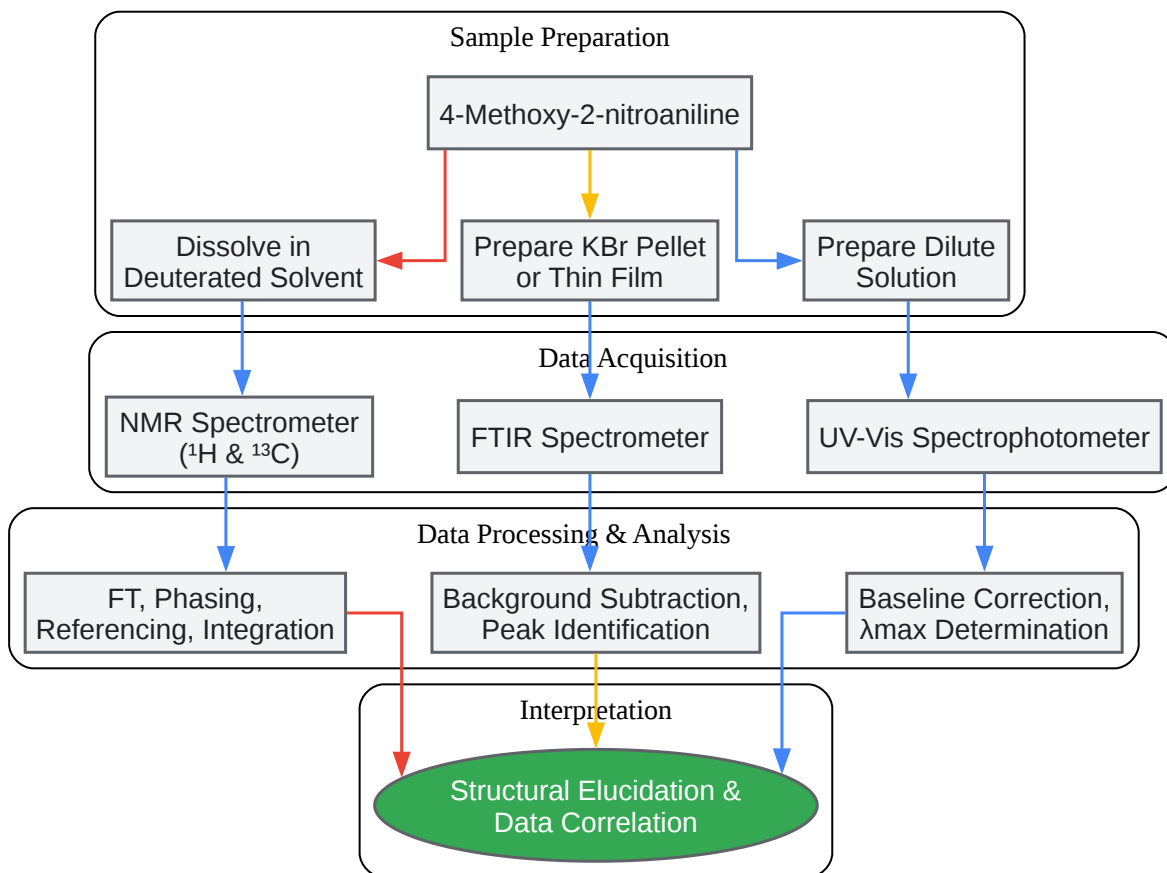 Sample Preparation
4-Methoxy-2-nitroaniline
Dissolve in
Deuterated Solvent
Prepare KBr Pellet
or Thin Film
Prepare Dilute
Solution
Data Acquisition
NMR Spectrometer
(¹H & ¹³C)
FTIR Spectrometer
UV-Vis Spectrophotometer
Data Processing & Analysis
FT, Phasing,
Referencing, Integration
Background Subtraction,
Peak Identification
Baseline Correction,
λmax Determination
Interpretation
Structural Elucidation &
Data Correlation